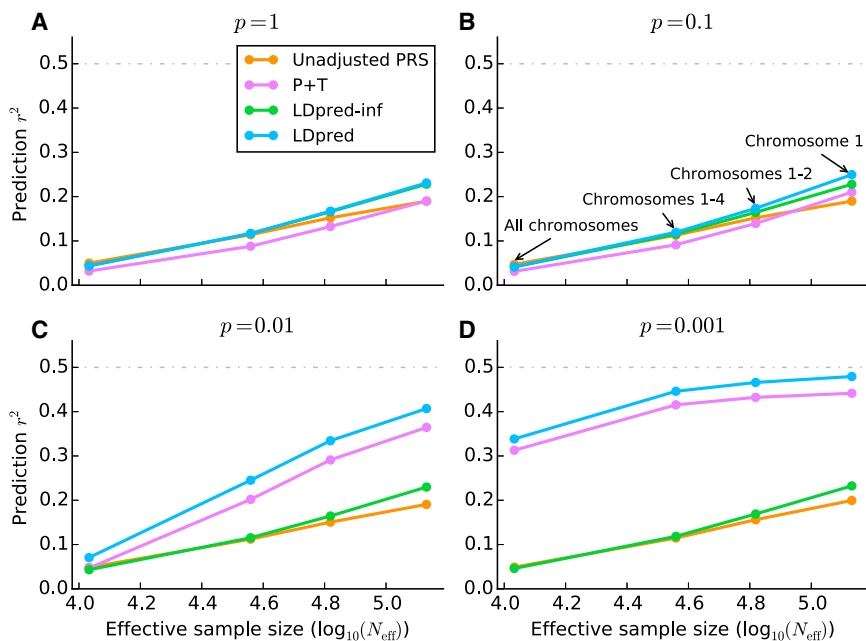 A
p=1
Prediction r²
0.5
0.4
0.3
0.2
0.1
0.0
Unadjusted PRS
P+T
LDpred-inf
LDpred
B
p=0.1
Chromosome 1
Chromosomes 1-2
Chromosomes 1-4
All chromosomes
C
p=0.01
Prediction r²
0.5
0.4
0.3
0.2
0.1
0.0
4.0 4.2 4.4 4.6 4.8 5.0
Effective sample size (log₁₀(N_eff))
D
p=0.001
4.0 4.2 4.4 4.6 4.8 5.0
Effective sample size (log₁₀(N_eff))